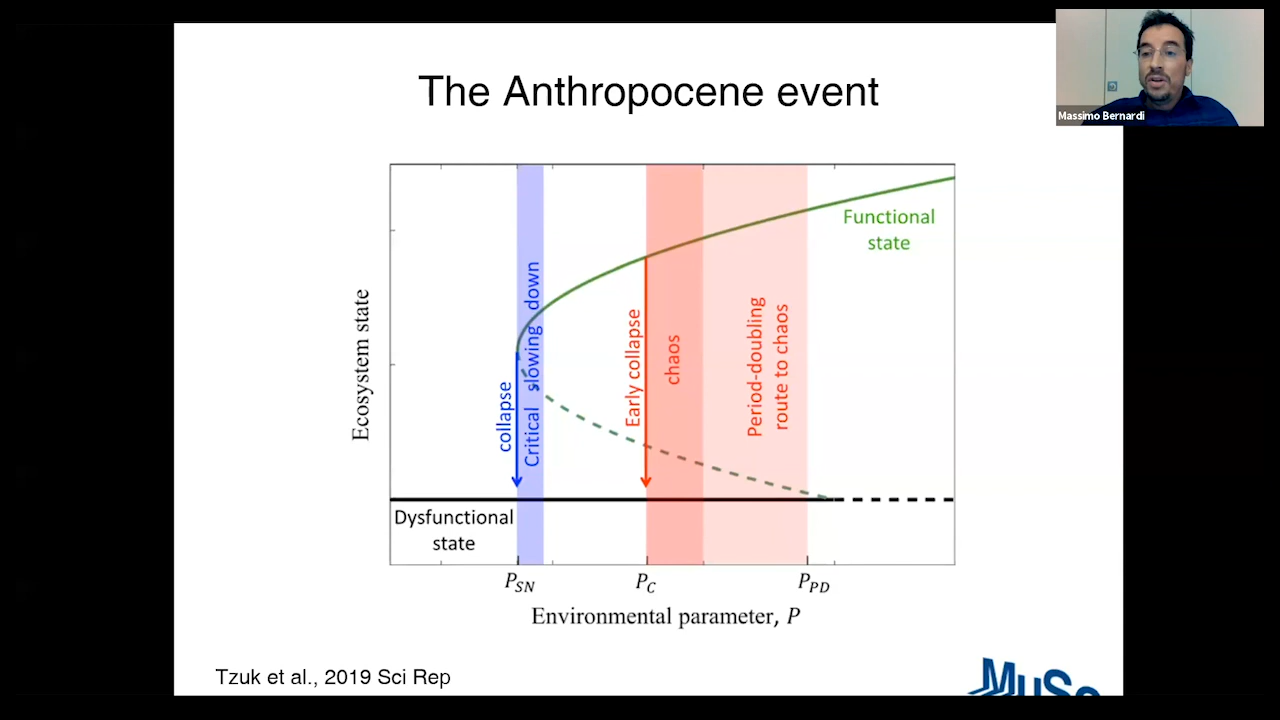 The Anthropocene event
Massimo Bernardi
Functional
state
Ecosystem state
collapse
Critical slowing down
Early collapse
chaos
Period-doubling
route to chaos
Dysfunctional
state
P_SN
P_C
P_PD
Environmental parameter, P
Tzuk et al., 2019 Sci Rep
MuSe